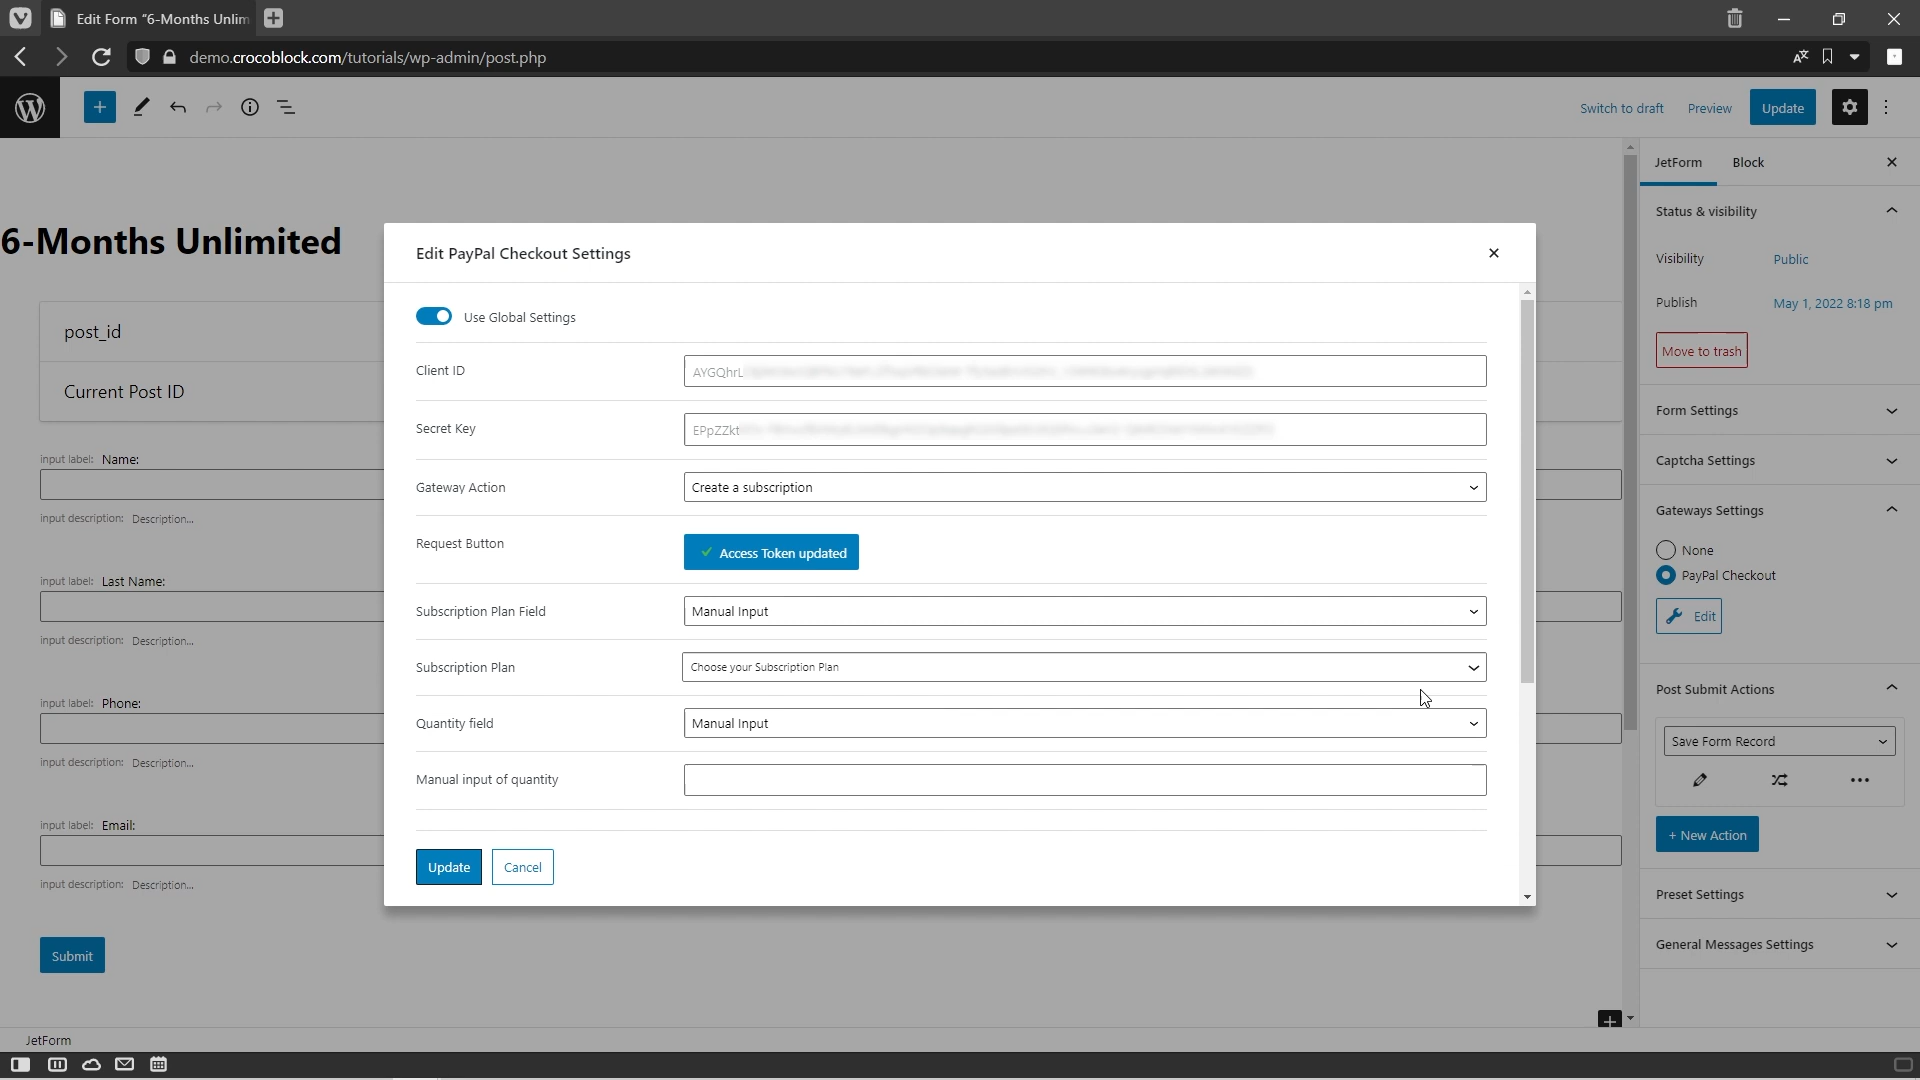 Edit Form “6-Months Unlim
demo.crocoblock.com/tutorials/wp-admin/post.php
Switch to draft
Preview
Update
6-Months Unlimited
post_id
Current Post ID
input label: Name:
input description: Description...
input label: Last Name:
input description: Description...
input label: Phone:
input description: Description...
input label: Email:
input description: Description...
Submit
Edit PayPal Checkout Settings
Use Global Settings
Client ID
AYGQhrL
Secret Key
EPpZZkt
Gateway Action
Create a subscription
Request Button
Access Token updated
Subscription Plan Field
Manual Input
Subscription Plan
Choose your Subscription Plan
Quantity field
Manual Input
Manual input of quantity
Update
Cancel
JetForm
Block
Status & visibility
Visibility
Public
Publish
May 1, 2022 8:18 pm
Move to trash
Form Settings
Captcha Settings
Gateways Settings
None
PayPal Checkout
Edit
Post Submit Actions
Save Form Record
+ New Action
Preset Settings
General Messages Settings
JetForm